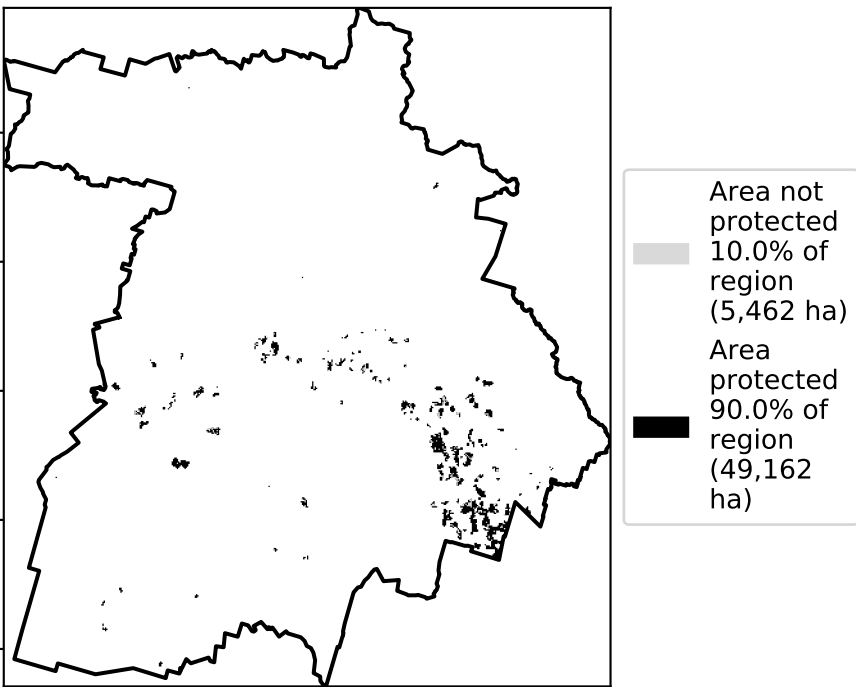 Area not
protected
10.0% of
region
(5,462 ha)
Area
protected
90.0% of
region
(49,162
ha)